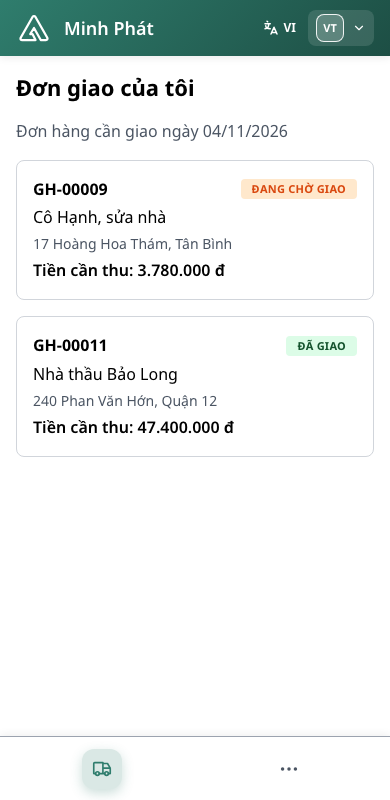 Minh Phát
VI
VT
Đơn giao của tôi
Đơn hàng cần giao ngày 04/11/2026
GH-00009
ĐANG CHỜ GIAO
Cô Hạnh, sửa nhà
17 Hoàng Hoa Thám, Tân Bình
Tiền cần thu: 3.780.000 đ
GH-00011
ĐÃ GIAO
Nhà thầu Bảo Long
240 Phan Văn Hớn, Quận 12
Tiền cần thu: 47.400.000 đ